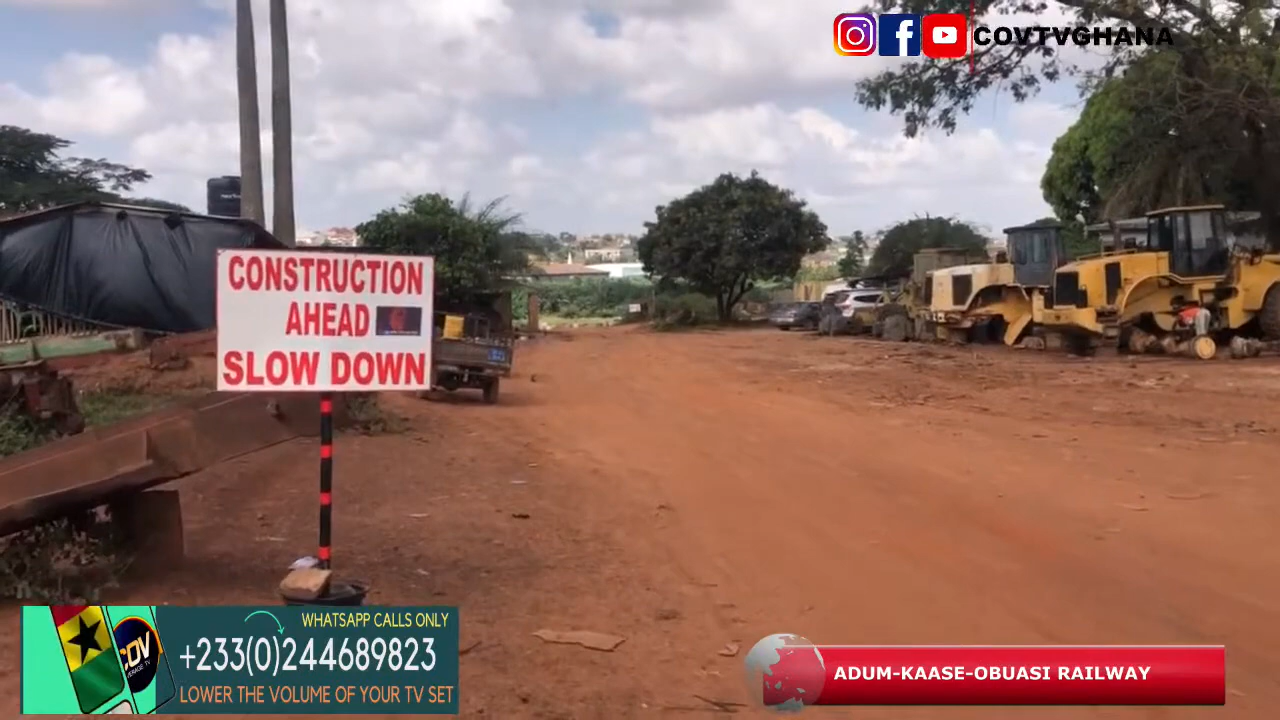 COVTVGHANA
CONSTRUCTION
AHEAD
SLOW DOWN
WHATSAPP CALLS ONLY
+233(0)244689823
LOWER THE VOLUME OF YOUR TV SET
COV
ADUM-KAASE-OBUASI RAILWAY